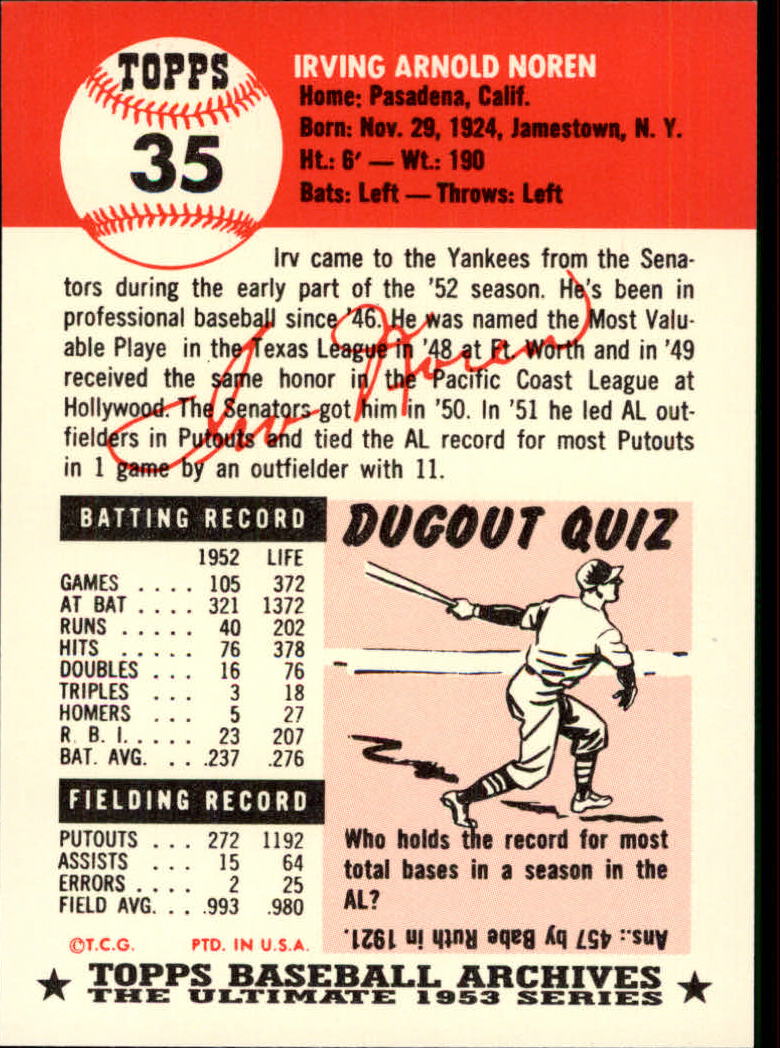 TOPPS
35
IRVING ARNOLD NOREN
Home: Pasadena, Calif.
Born: Nov. 29, 1924, Jamestown, N. Y.
Ht.: 6' — Wt.: 190
Bats: Left — Throws: Left
Irv came to the Yankees from the Sena-
tors during the early part of the '52 season. He's been in
professional baseball since '46. He was named the Most Valu-
able Playe in the Texas League in '48 at Ft. Worth and in '49
received the same honor in the Pacific Coast League at
Hollywood. The Senators got him in '50. In '51 he led AL out-
fielders in Putouts and tied the AL record for most Putouts
in 1 game by an outfielder with 11.
Irv Noren
BATTING RECORD
1952 LIFE
GAMES .... 105 372
AT BAT .... 321 1372
RUNS ..... 40 202
HITS ..... 76 378
DOUBLES ... 16 76
TRIPLES ... 3 18
HOMERS ... 5 27
R. B. I. .... 23 207
BAT. AVG. ... .237 .276
FIELDING RECORD
PUTOUTS ... 272 1192
ASSISTS ... 15 64
ERRORS .... 2 25
FIELD AVG. ... .993 .980
©T.C.G. PTD. IN U.S.A.
DUGOUT QUIZ
Who holds the record for most
total bases in a season in the
AL?
Ans.: 457 by Babe Ruth in 1921.
★ TOPPS BASEBALL ARCHIVES ★
THE ULTIMATE 1953 SERIES